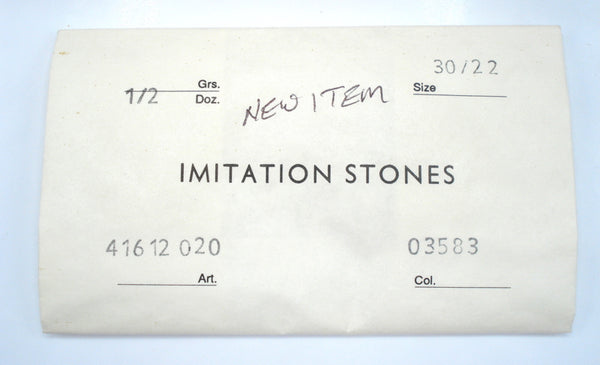 30/22
Grs.
Size
1/2 Doz.
NEW ITEM
IMITATION STONES
41612 020 03583
Art. Col.